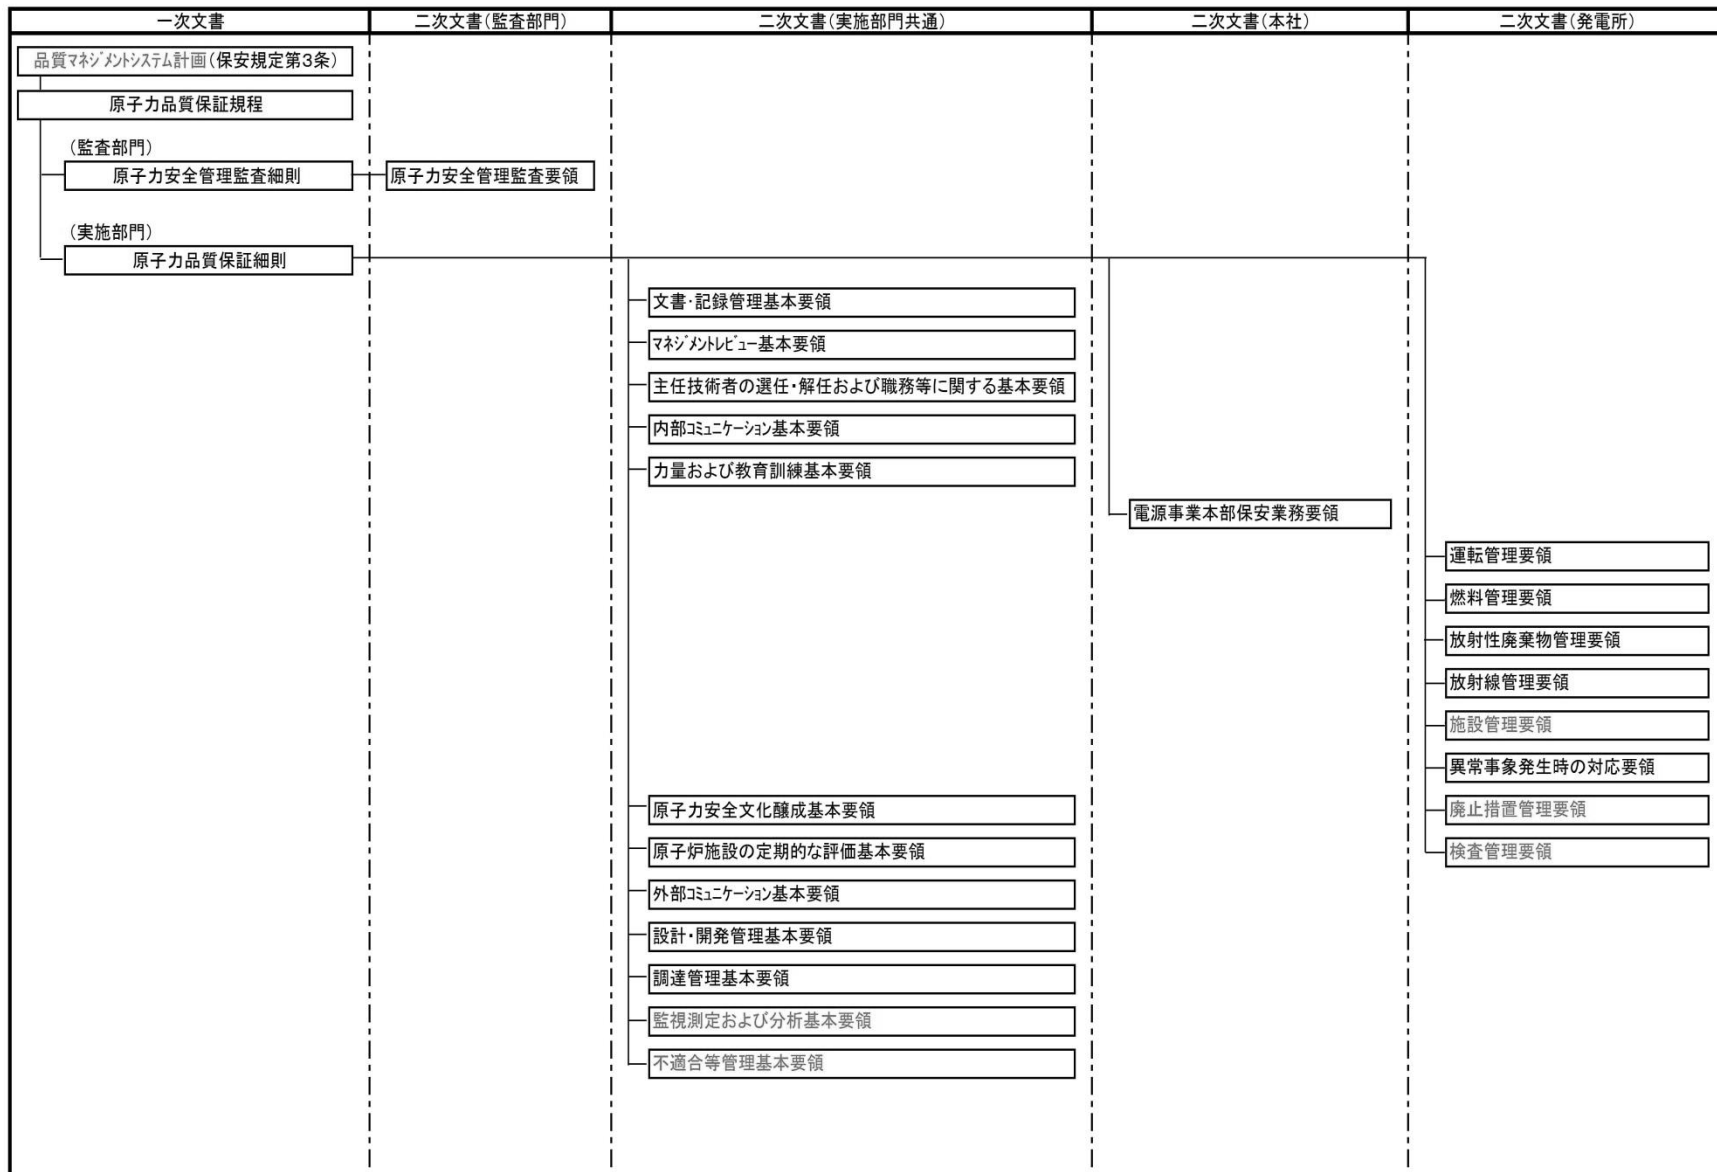 一次文書
二次文書(監査部門)
二次文書(実施部門共通)
二次文書(本社)
二次文書(発電所)
品質ﾏﾈｼﾞﾒﾝﾄｼｽﾃﾑ計画(保安規定第3条)
原子力品質保証規程
(監査部門)
原子力安全管理監査細則
原子力安全管理監査要領
(実施部門)
原子力品質保証細則
文書・記録管理基本要領
ﾏﾈｼﾞﾒﾝﾄﾚﾋﾞｭｰ基本要領
主任技術者の選任・解任および職務等に関する基本要領
内部ｺﾐｭﾆｹｰｼｮﾝ基本要領
力量および教育訓練基本要領
電源事業本部保安業務要領
運転管理要領
燃料管理要領
放射性廃棄物管理要領
放射線管理要領
施設管理要領
異常事象発生時の対応要領
原子力安全文化醸成基本要領
廃止措置管理要領
原子炉施設の定期的な評価基本要領
検査管理要領
外部ｺﾐｭﾆｹｰｼｮﾝ基本要領
設計・開発管理基本要領
調達管理基本要領
監視測定および分析基本要領
不適合等管理基本要領